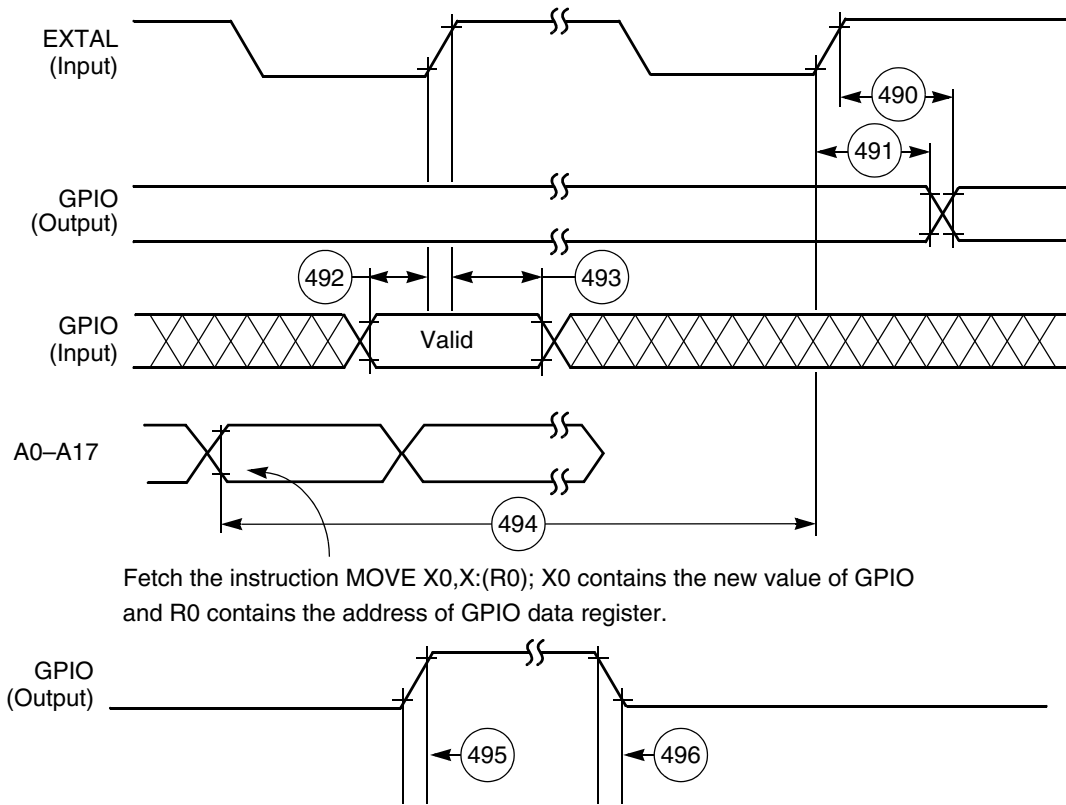 EXTAL
(Input)
490
491
GPIO
(Output)
492
493
GPIO
(Input)
Valid
A0–A17
494
Fetch the instruction MOVE X0,X:(R0); X0 contains the new value of GPIO
and R0 contains the address of GPIO data register.
GPIO
(Output)
495
496